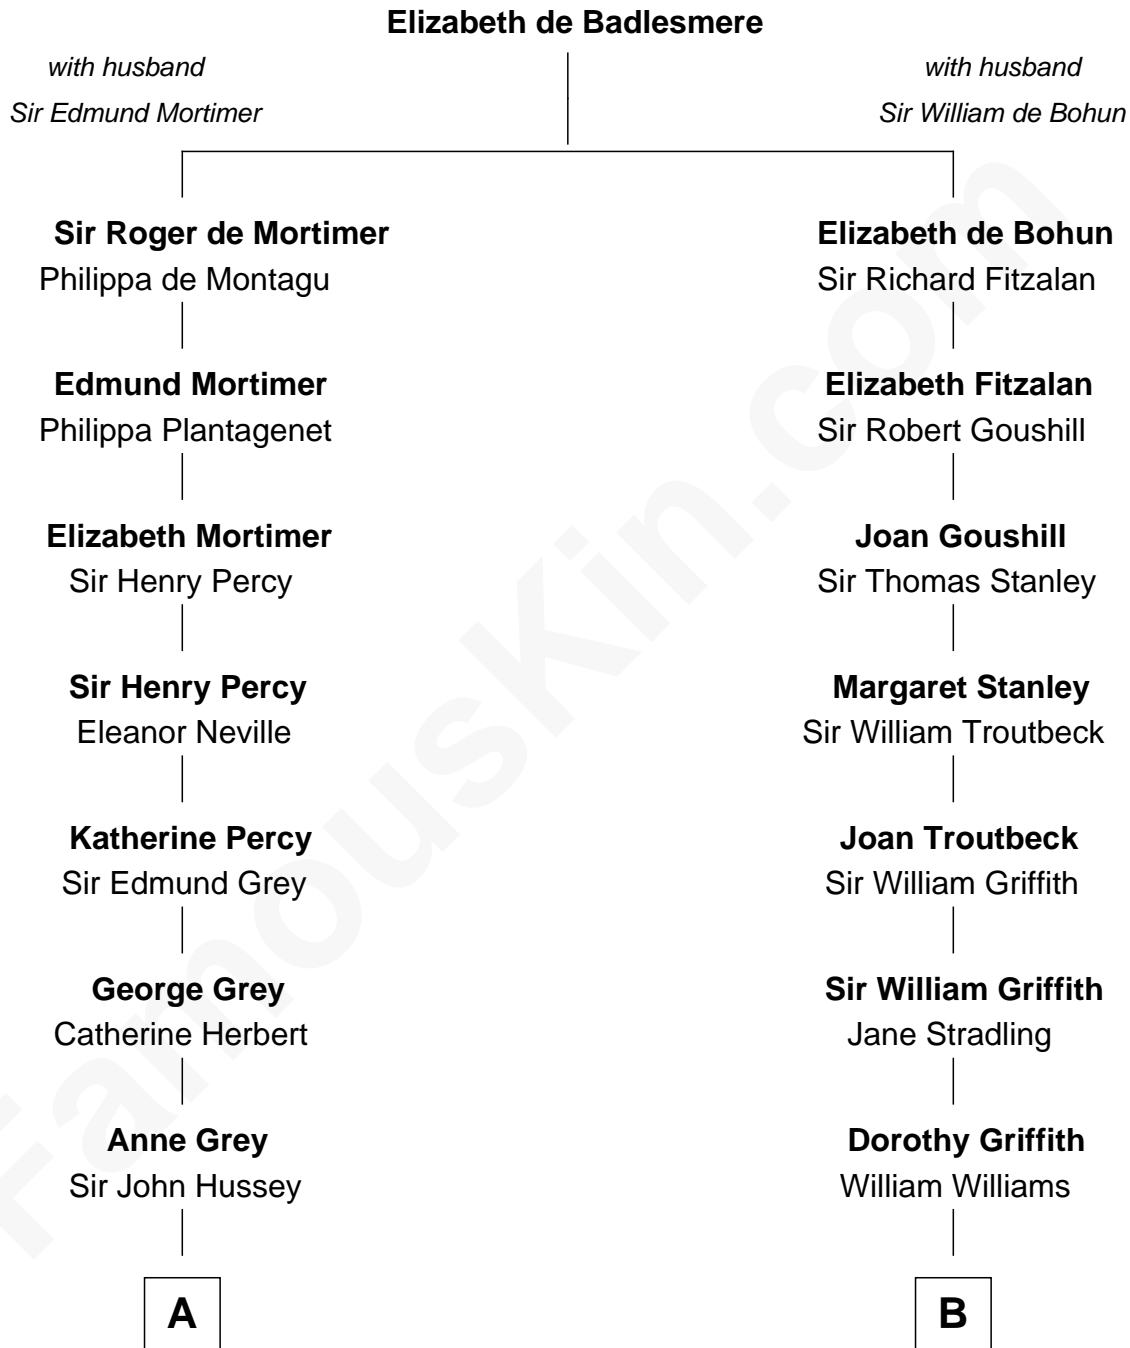 Elizabeth de Badlesmere
with husband
Sir Edmund Mortimer
with husband
Sir William de Bohun
Sir Roger de Mortimer
Philippa de Montagu
Elizabeth de Bohun
Sir Richard Fitzalan
Edmund Mortimer
Philippa Plantagenet
Elizabeth Fitzalan
Sir Robert Goushill
Elizabeth Mortimer
Sir Henry Percy
Joan Goushill
Sir Thomas Stanley
Sir Henry Percy
Eleanor Neville
Margaret Stanley
Sir William Troutbeck
Katherine Percy
Sir Edmund Grey
Joan Troutbeck
Sir William Griffith
George Grey
Catherine Herbert
Sir William Griffith
Jane Stradling
Anne Grey
Sir John Hussey
Dorothy Griffith
William Williams
A
B
FamousKin.com